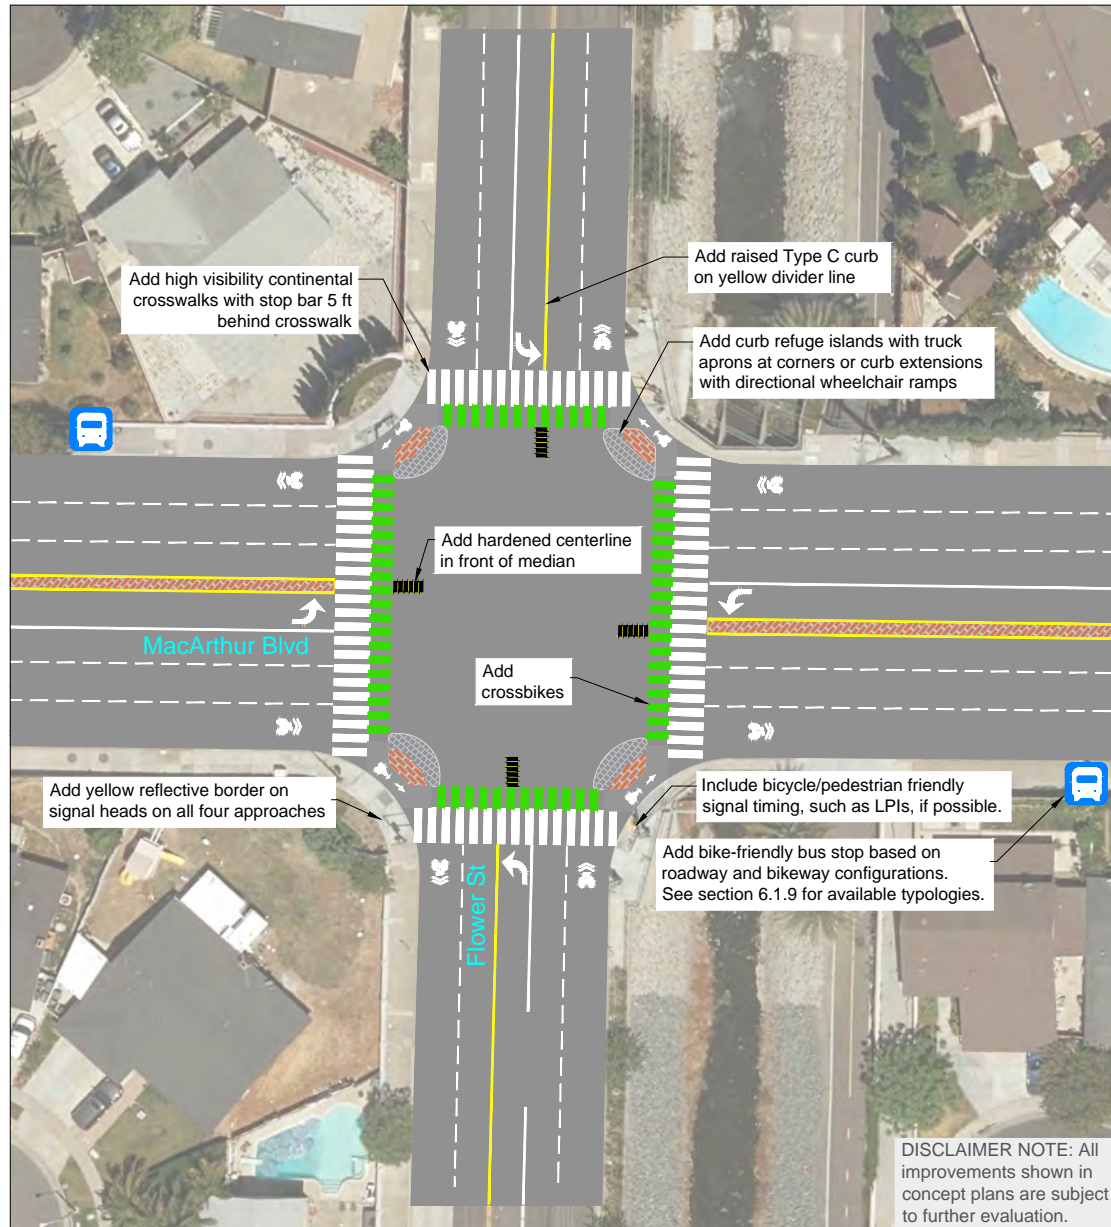 Add raised Type C curb
on yellow divider line
Add high visibility continental
crosswalks with stop bar 5 ft
behind crosswalk
Add curb refuge islands with truck
aprons at corners or curb extensions
with directional wheelchair ramps
Add hardened centerline
in front of median
MacArthur Blvd
Add
crossbikes
Add yellow reflective border on
signal heads on all four approaches
Include bicycle/pedestrian friendly
signal timing, such as LPIs, if possible.
Add bike-friendly bus stop based on
roadway and bikeway configurations.
See section 6.1.9 for available typologies.
Flower St
DISCLAIMER NOTE: All
improvements shown in
concept plans are subject
to further evaluation.